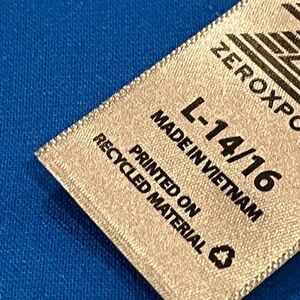 ZEROXPO
L-14/16
MADE IN VIETNAM
PRINTED ON
RECYCLED MATERIAL